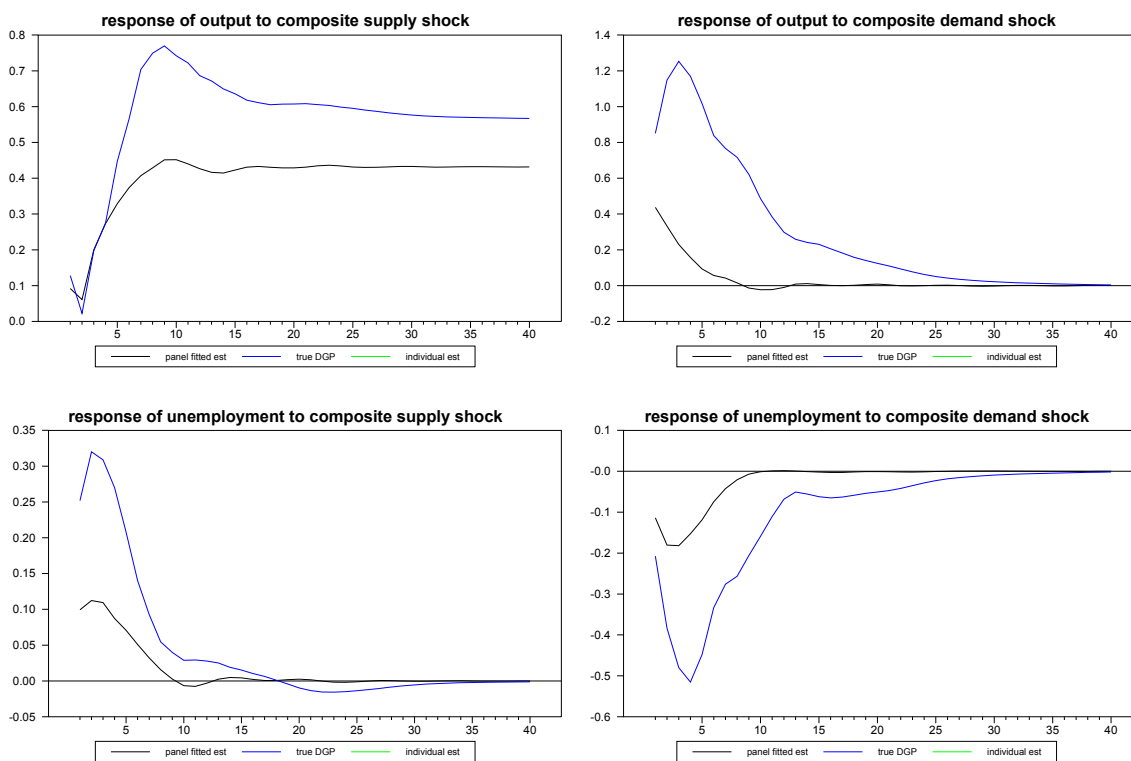 response of output to composite supply shock
0.8
0.7
0.6
0.5
0.4
0.3
0.2
0.1
0.0
5 10 15 20 25 30 35 40
panel fitted est true DGP individual est
response of output to composite demand shock
1.4
1.2
1.0
0.8
0.6
0.4
0.2
0.0
-0.2
5 10 15 20 25 30 35 40
panel fitted est true DGP individual est
response of unemployment to composite supply shock
0.35
0.30
0.25
0.20
0.15
0.10
0.05
0.00
-0.05
5 10 15 20 25 30 35 40
panel fitted est true DGP individual est
response of unemployment to composite demand shock
0.1
-0.0
-0.1
-0.2
-0.3
-0.4
-0.5
-0.6
5 10 15 20 25 30 35 40
panel fitted est true DGP individual est